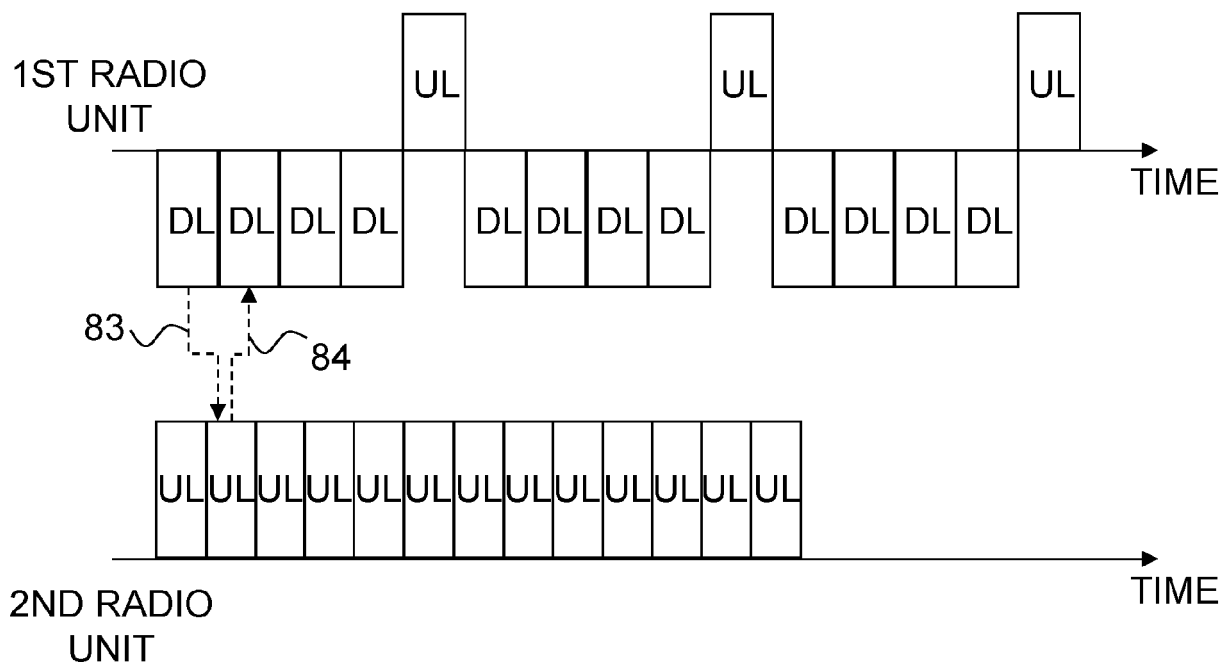 UL UL UL
1ST RADIO
UNIT
TIME
DL DL DL DL DL DL DL DL DL DL DL DL
83
84
UL UL UL UL UL UL UL UL UL UL UL UL UL
TIME
2ND RADIO
UNIT